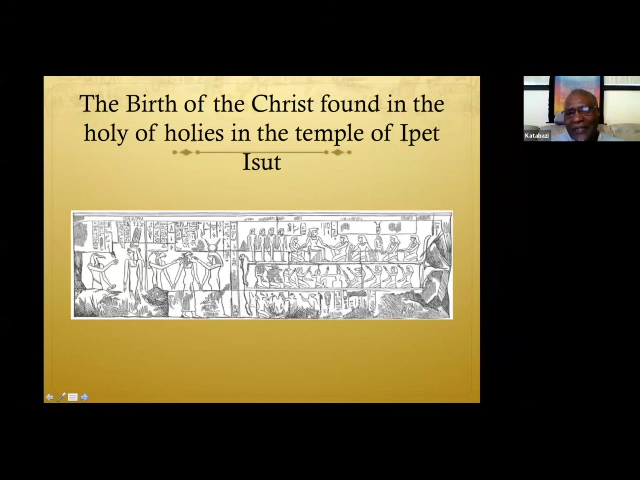 The Birth of the Christ found in the
holy of holies in the temple of Ipet
Isut
Katabazi